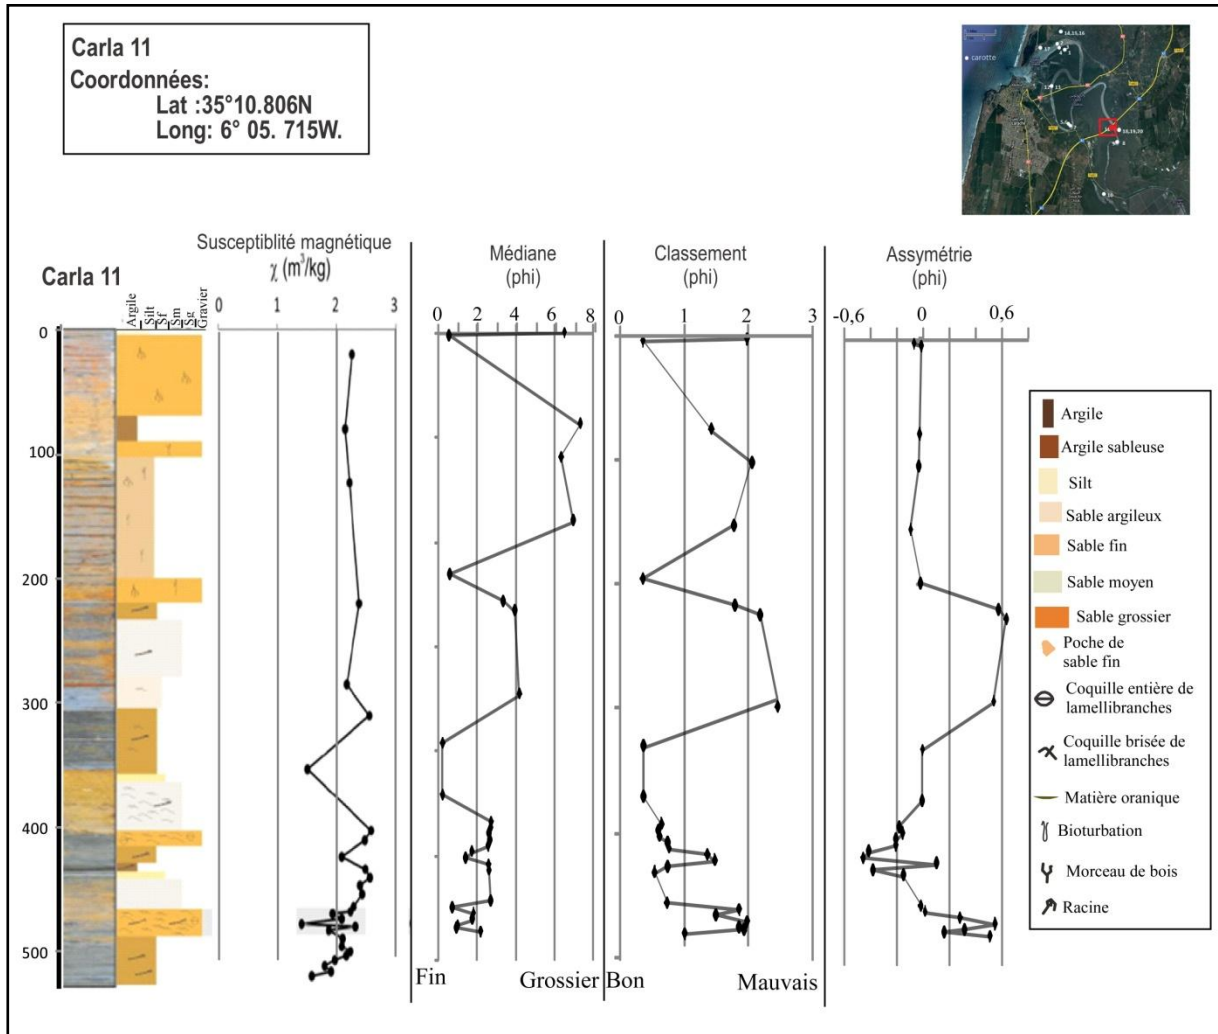 Carla 11
Coordonnées:
Lat :35°10.806N
Long: 6° 05. 715W.
carotte
Carla 11
Argile
Silt
Sf
Sm
Sg
Gravier
Susceptiblité magnétique
χ (m³/kg)
0 1 2 3
Médiane
(phi)
0 2 4 6 8
Classement
(phi)
0 1 2 3
Assymétrie
(phi)
-0,6 0 0,6
0
100
200
300
400
500
Fin
Grossier
Bon
Mauvais
Argile
Argile sableuse
Silt
Sable argileux
Sable fin
Sable moyen
Sable grossier
Poche de
sable fin
Coquille entière de
lamellibranches
Coquille brisée de
lamellibranches
Matière oranique
Bioturbation
Morceau de bois
Racine